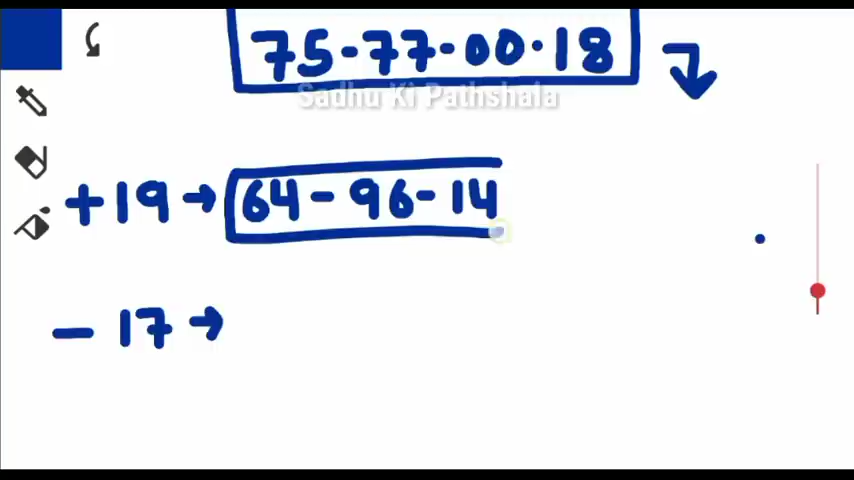 75-77-00·18
Sadhu Ki Pathshala
+19→ 64-96-14
-17→